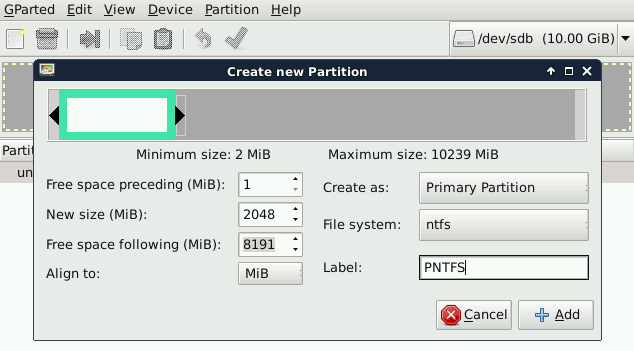 GParted Edit View Device Partition Help
/dev/sdb (10.00 GiB)
Create new Partition
Minimum size: 2 MiB Maximum size: 10239 MiB
Free space preceding (MiB): 1 Create as: Primary Partition
New size (MiB): 2048 File system: ntfs
Free space following (MiB): 8191
Align to: MiB Label: PNTFS
Cancel Add
Partit
un